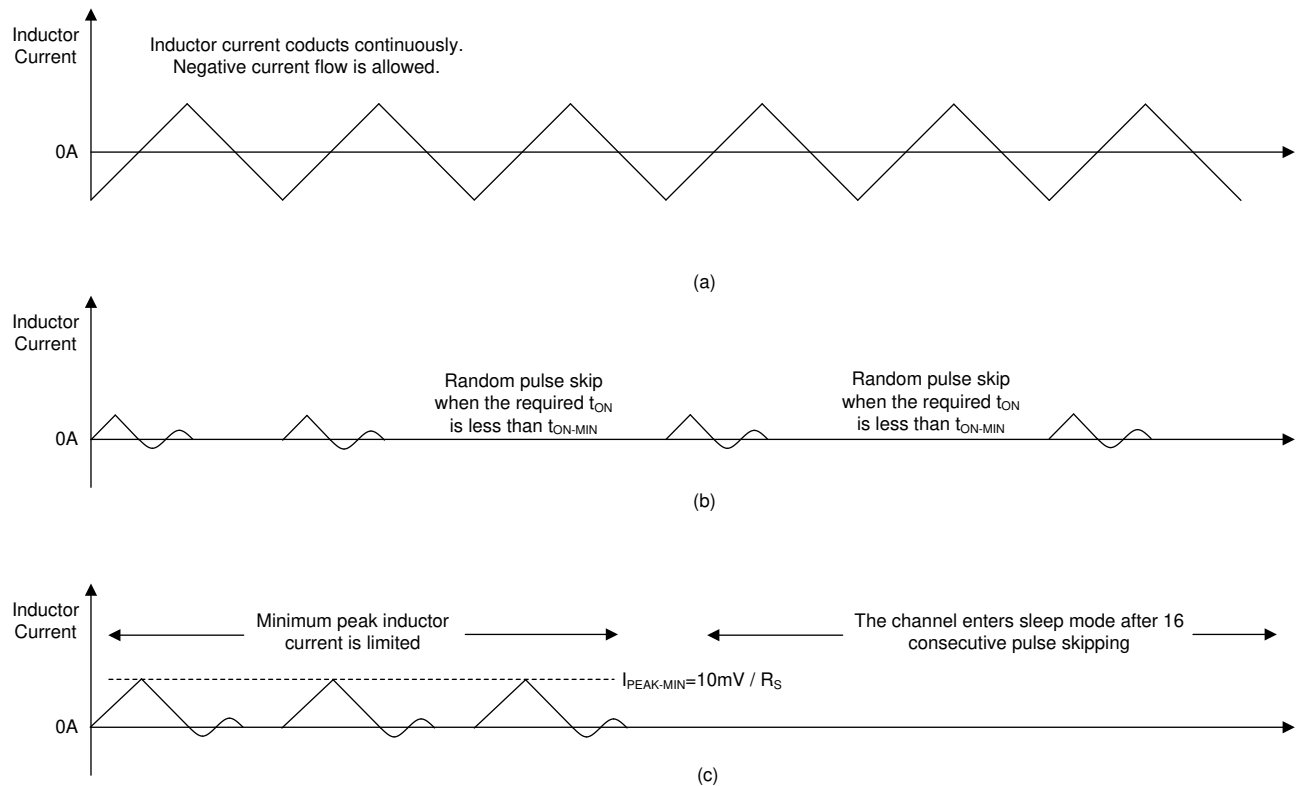 Inductor
Current
Inductor current coducts continuously.
Negative current flow is allowed.
0A
(a)
Inductor
Current
Random pulse skip
when the required tON
is less than tON-MIN
Random pulse skip
when the required tON
is less than tON-MIN
0A
(b)
Inductor
Current
Minimum peak inductor
current is limited
The channel enters sleep mode after 16
consecutive pulse skipping
IPEAK-MIN=10mV / RS
0A
(c)